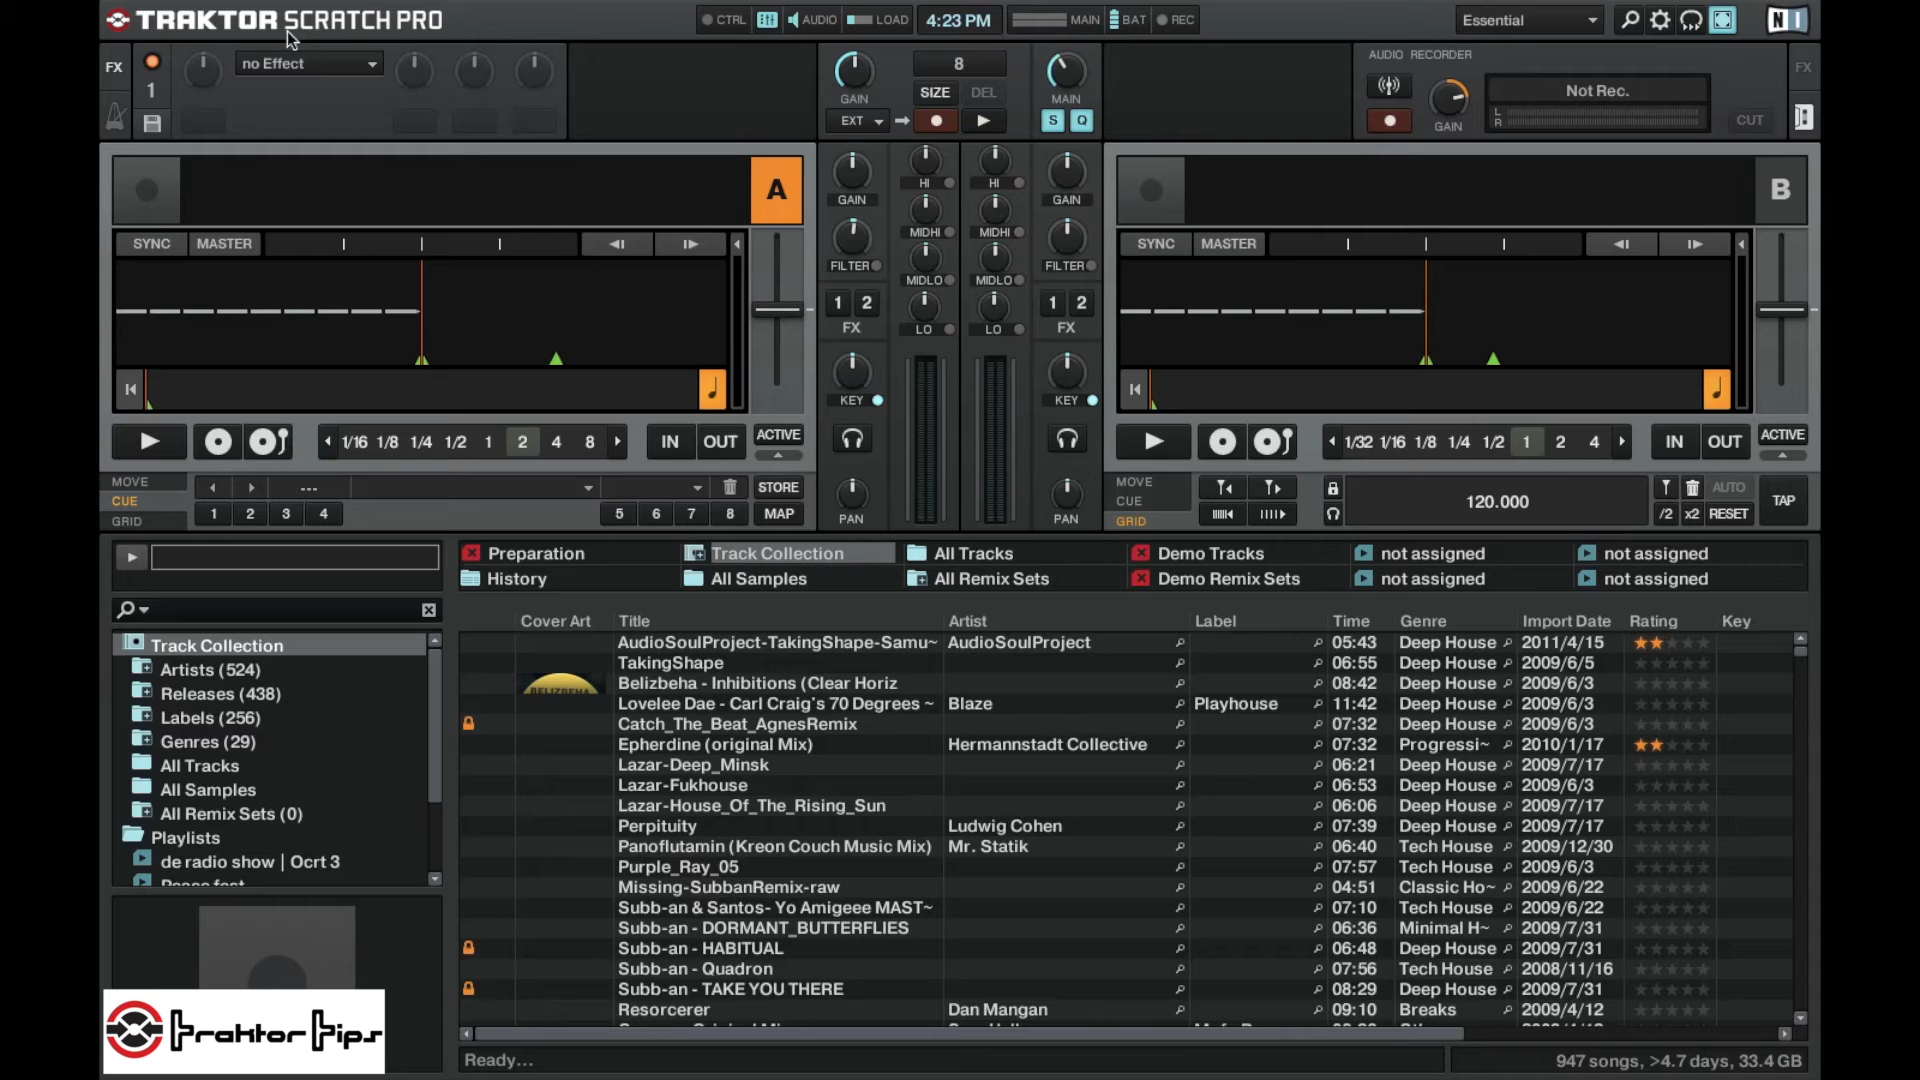 TRAKTOR SCRATCH PRO
CTRL AUDIO LOAD 4:23 PM MAIN BAT REC
Essential
FX 1 no Effect
GAIN 8 MAIN
SIZE DEL
EXT S Q
AUDIO RECORDER
Not Rec.
L
R
GAIN CUT
FX
A
SYNC MASTER
GAIN HI HI GAIN
MIDHI MIDHI
FILTER MIDLO MIDLO FILTER
1 2 LO LO 1 2
FX FX
KEY KEY
PAN PAN
B
SYNC MASTER
1/16 1/8 1/4 1/2 1 2 4 8 IN OUT ACTIVE
1/32 1/16 1/8 1/4 1/2 1 2 4 IN OUT ACTIVE
MOVE
CUE
GRID
--- STORE
1 2 3 4 5 6 7 8 MAP
MOVE
CUE
GRID
120.000
AUTO
/2 x2 RESET
TAP
Preparation Track Collection All Tracks Demo Tracks not assigned not assigned
History All Samples All Remix Sets Demo Remix Sets not assigned not assigned
Track Collection
Artists (524)
Releases (438)
Labels (256)
Genres (29)
All Tracks
All Samples
All Remix Sets (0)
Playlists
de radio show | Ocrt 3
Cover Art Title Artist Label Time Genre Import Date Rating Key
AudioSoulProject-TakingShape-Samu~ AudioSoulProject 05:43 Deep House 2011/4/15
TakingShape 06:55 Deep House 2009/6/5
BELIZBEHA
Belizbeha - Inhibitions (Clear Horiz 08:42 Deep House 2009/6/3
Lovelee Dae - Carl Craig's 70 Degrees ~ Blaze Playhouse 11:42 Deep House 2009/6/3
Catch_The_Beat_AgnesRemix 07:32 Deep House 2009/6/3
Epherdine (original Mix) Hermannstadt Collective 07:32 Progressi~ 2010/1/17
Lazar-Deep_Minsk 06:21 Deep House 2009/7/17
Lazar-Fukhouse 06:53 Deep House 2009/6/3
Lazar-House_Of_The_Rising_Sun 06:06 Deep House 2009/7/17
Perpituity Ludwig Cohen 07:39 Deep House 2009/7/17
Panoflutamin (Kreon Couch Music Mix) Mr. Statik 06:40 Tech House 2009/12/30
Purple_Ray_05 07:57 Tech House 2009/6/3
Missing-SubbanRemix-raw 04:51 Classic Ho~ 2009/6/22
Subb-an & Santos- Yo Amigeee MAST~ 07:10 Tech House 2009/6/22
Subb-an - DORMANT_BUTTERFLIES 06:36 Minimal H~ 2009/7/31
Subb-an - HABITUAL 06:48 Deep House 2009/7/31
Subb-an - Quadron 07:56 Tech House 2008/11/16
Subb-an - TAKE YOU THERE 08:29 Deep House 2009/7/31
Resorcerer Dan Mangan 09:10 Breaks 2009/4/12
Traktor Tips
Ready...
947 songs, >4.7 days, 33.4 GB